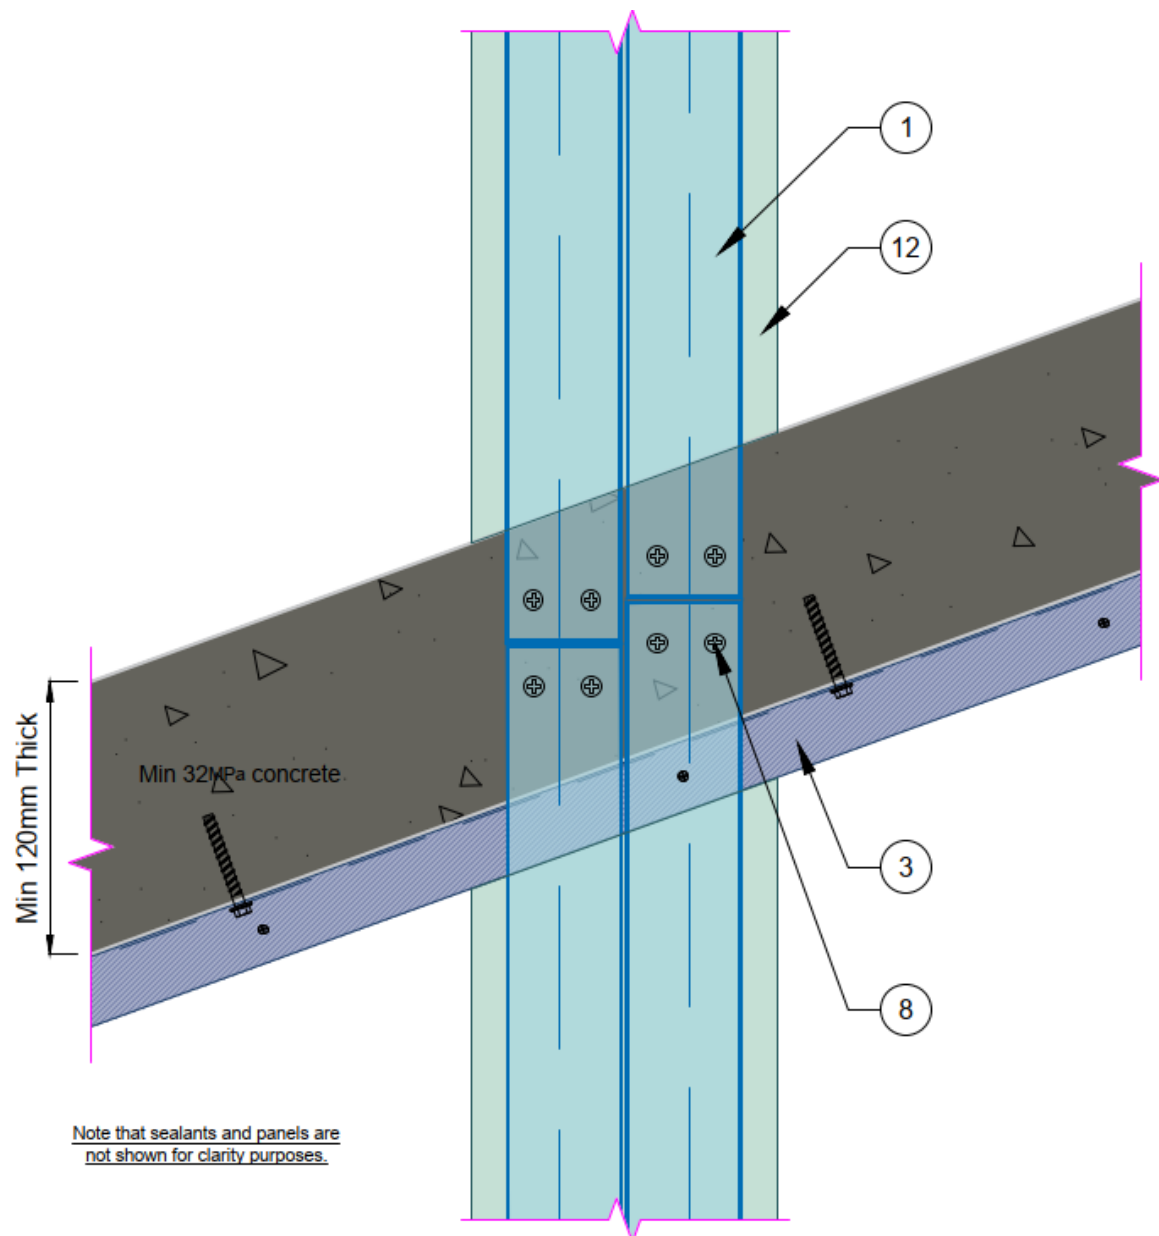 1
12
Min 120mm Thick
Min 32MPa concrete
3
8
Note that sealants and panels are
not shown for clarity purposes.